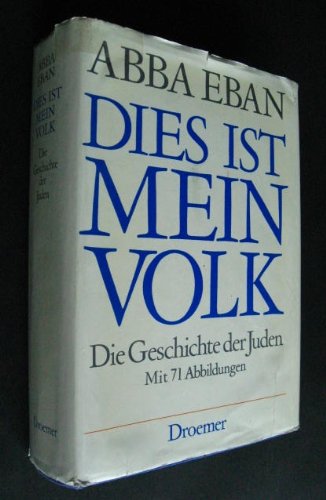 ABBA
EBAN
DIES IST
MEIN
VOLK
Die
Geschichte
der
Juden
Droemer
ABBA EBAN
DIES IST
MEIN
VOLK
Die Geschichte der Juden
Mit 71 Abbildungen
Droemer